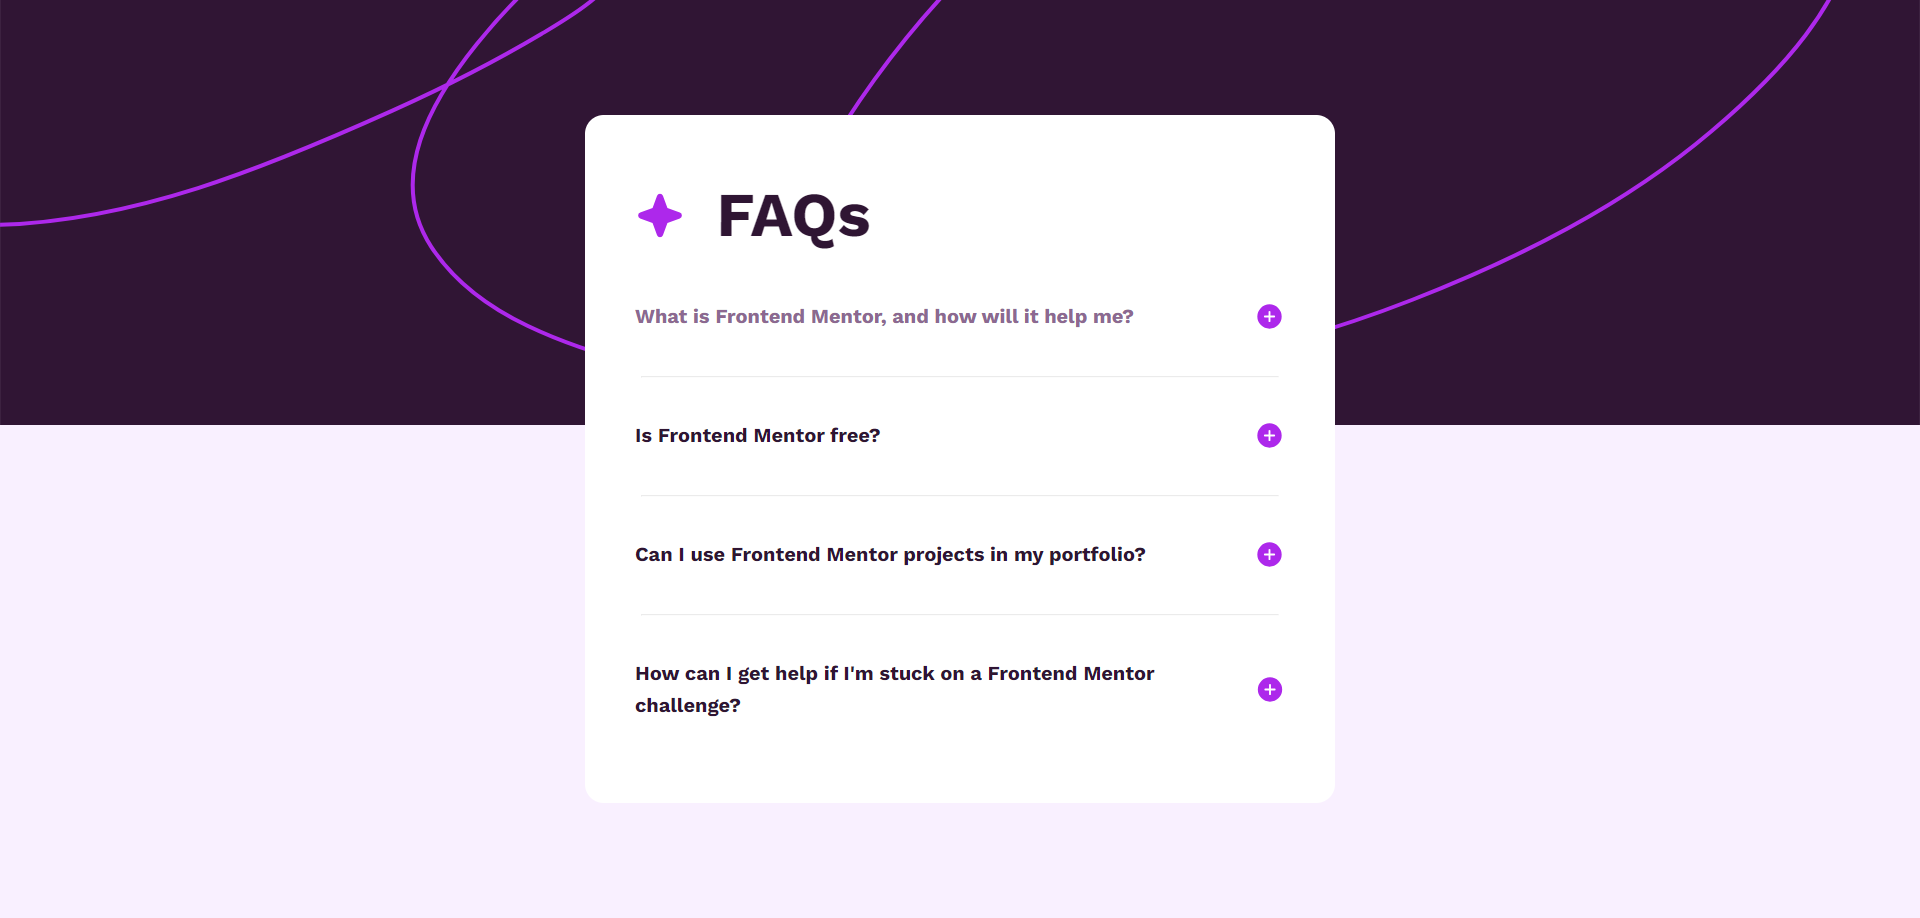 FAQs
What is Frontend Mentor, and how will it help me?
Is Frontend Mentor free?
Can I use Frontend Mentor projects in my portfolio?
How can I get help if I'm stuck on a Frontend Mentor
challenge?